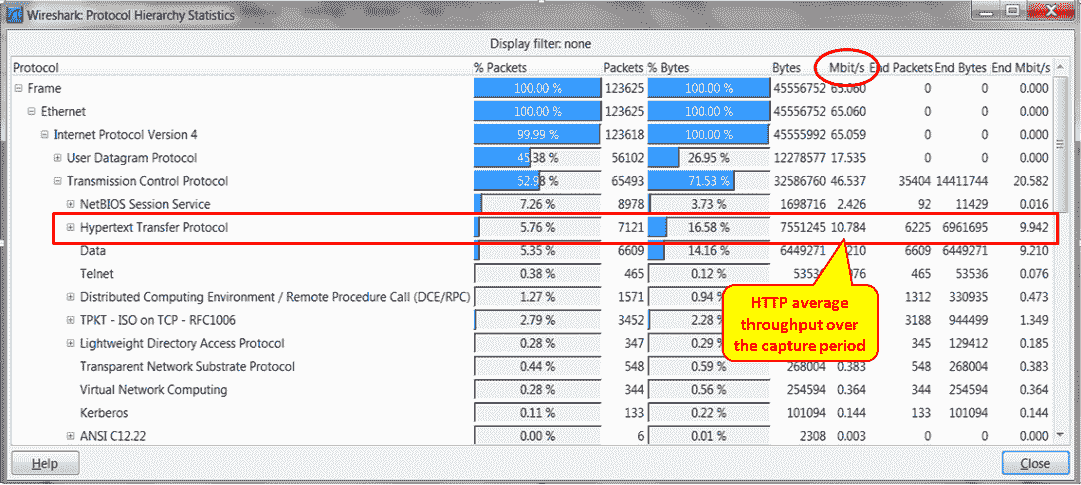 Wireshark: Protocol Hierarchy Statistics
Display filter: none
Protocol % Packets Packets % Bytes Bytes Mbit/s End Packets End Bytes End Mbit/s
Frame 100.00 % 123625 100.00 % 45556752 65.060 0 0 0.000
Ethernet 100.00 % 123625 100.00 % 45556752 65.060 0 0 0.000
Internet Protocol Version 4 99.99 % 123618 100.00 % 45555992 65.059 0 0 0.000
User Datagram Protocol 45.38 % 56102 26.95 % 12278577 17.535 0 0 0.000
Transmission Control Protocol 52.98 % 65493 71.53 % 32586760 46.537 35404 14411744 20.582
NetBIOS Session Service 7.26 % 8978 3.73 % 1698716 2.426 92 11429 0.016
Hypertext Transfer Protocol 5.76 % 7121 16.58 % 7551245 10.784 6225 6961695 9.942
Data 5.35 % 6609 14.16 % 6449271 .210 6609 6449271 9.210
Telnet 0.38 % 465 0.12 % 5353 076 465 53536 0.076
Distributed Computing Environment / Remote Procedure Call (DCE/RPC) 1.27 % 1571 0.94 % 1312 330935 0.473
TPKT - ISO on TCP - RFC1006 2.79 % 3452 2.28 % 3188 944499 1.349
Lightweight Directory Access Protocol 0.28 % 347 0.29 % 345 129412 0.185
Transparent Network Substrate Protocol 0.44 % 548 0.59 % 268004 0.383 548 268004 0.383
Virtual Network Computing 0.28 % 344 0.56 % 254594 0.364 344 254594 0.364
Kerberos 0.11 % 133 0.22 % 101094 0.144 133 101094 0.144
ANSI C12.22 0.00 % 6 0.01 % 2308 0.003 0 0 0.000
HTTP average
throughput over
the capture period
Help Close